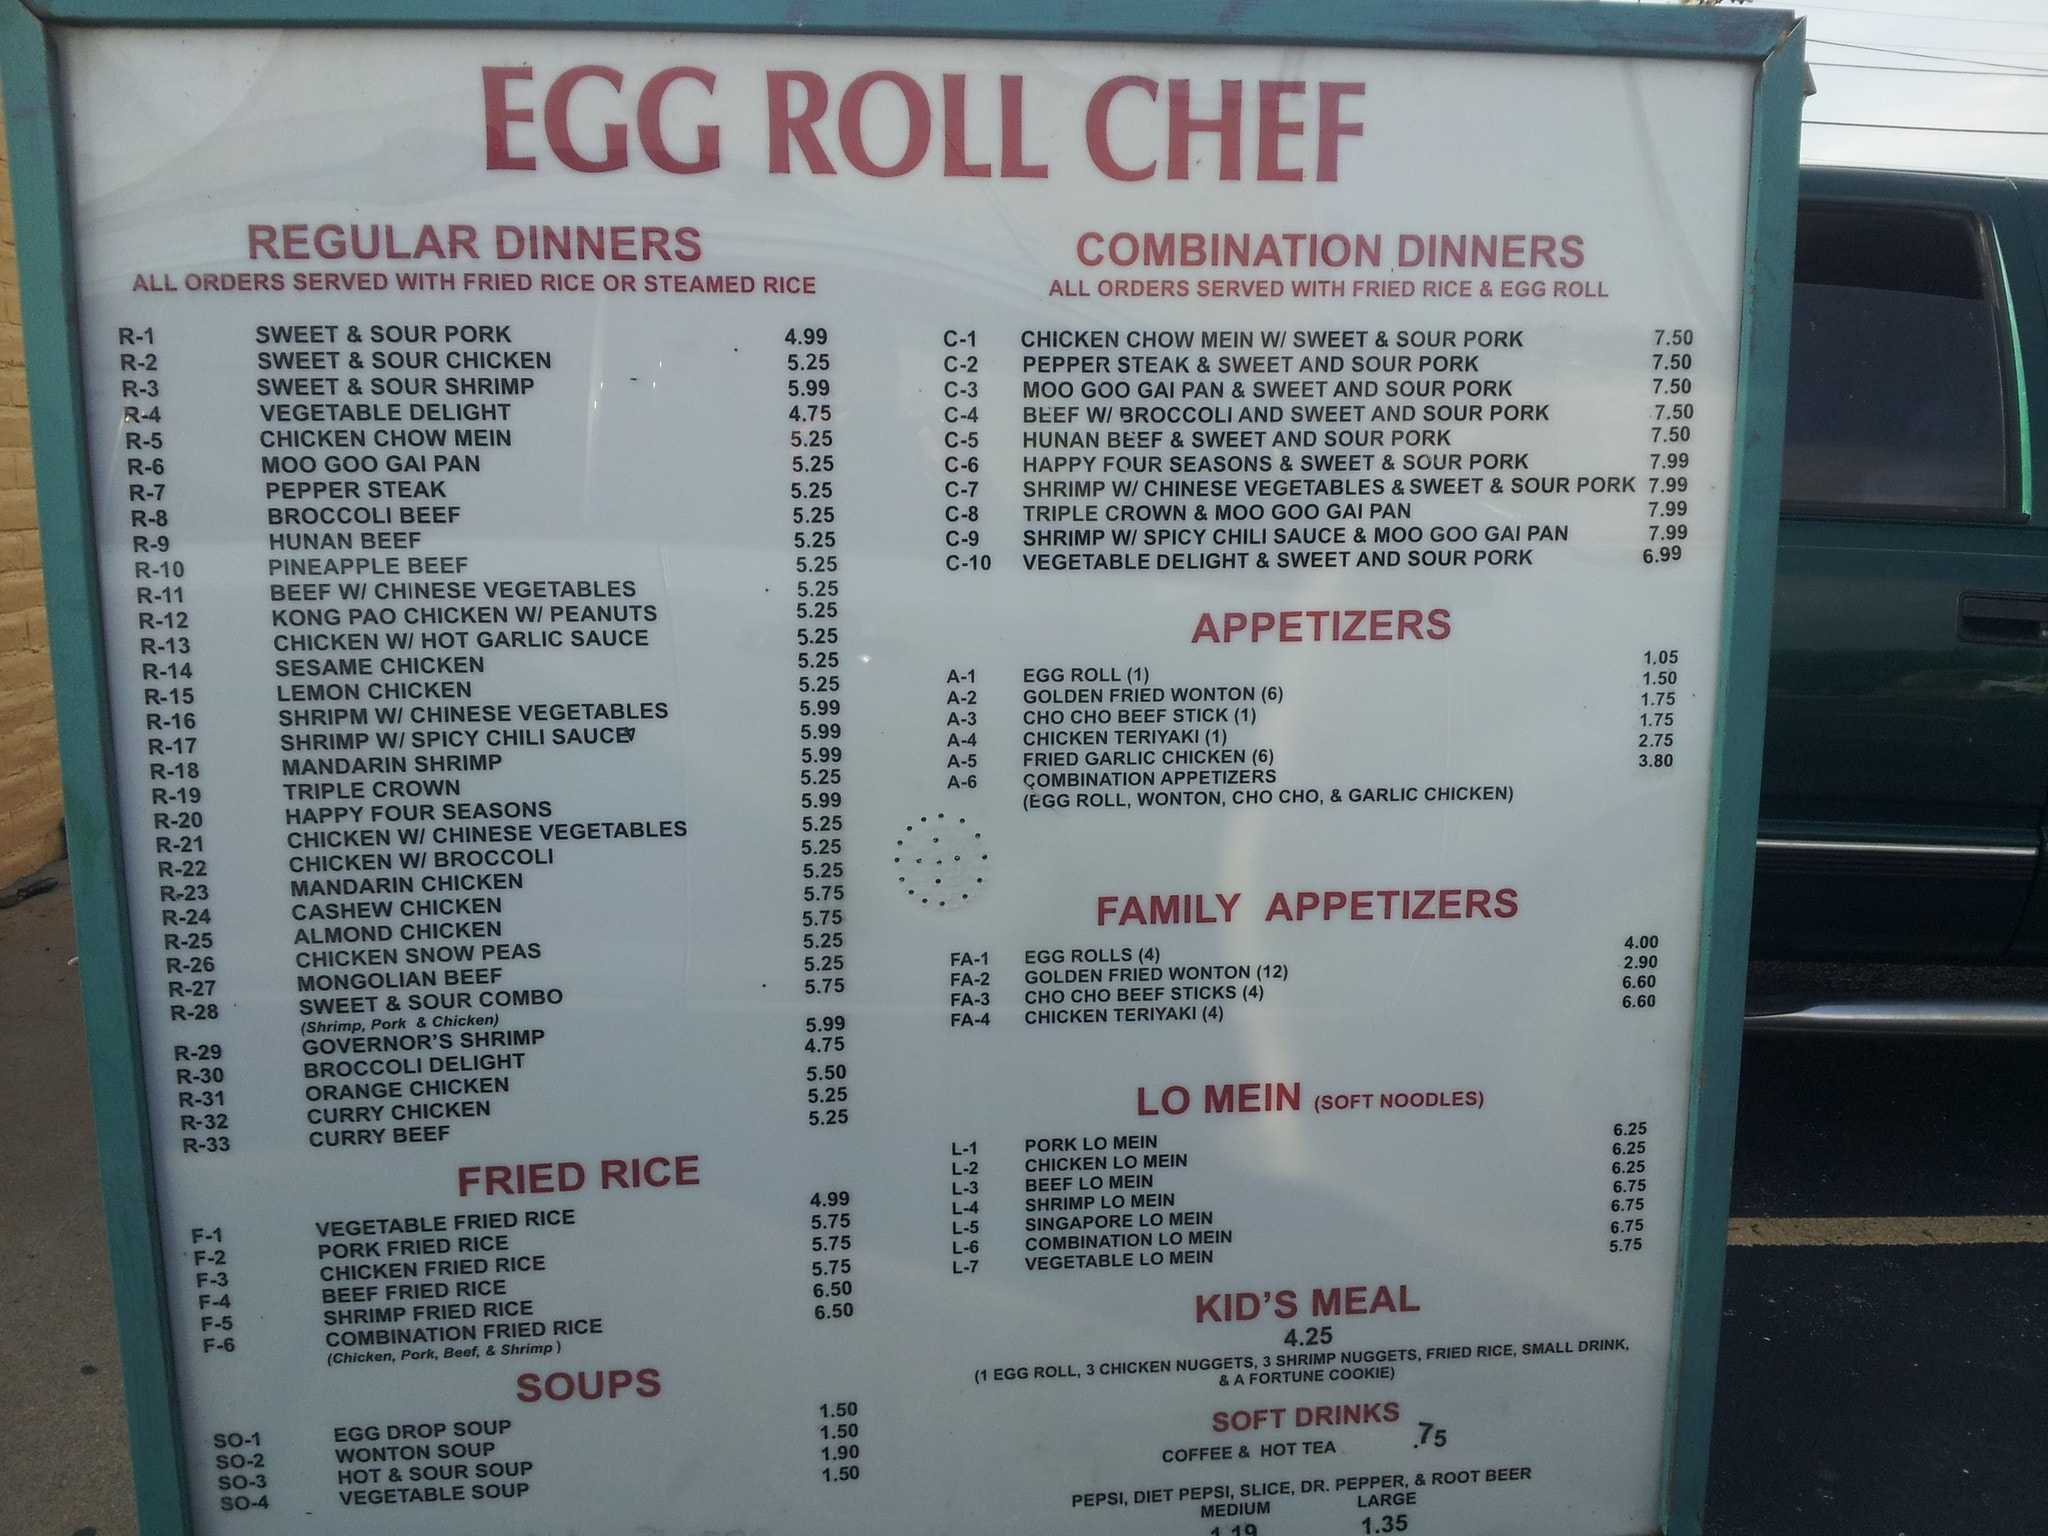 EGG ROLL CHEF
REGULAR DINNERS
ALL ORDERS SERVED WITH FRIED RICE OR STEAMED RICE
R-1 SWEET & SOUR PORK 4.99
R-2 SWEET & SOUR CHICKEN 5.25
R-3 SWEET & SOUR SHRIMP 5.99
R-4 VEGETABLE DELIGHT 4.75
R-5 CHICKEN CHOW MEIN 5.25
R-6 MOO GOO GAI PAN 5.25
R-7 PEPPER STEAK 5.25
R-8 BROCCOLI BEEF 5.25
R-9 HUNAN BEEF 5.25
R-10 PINEAPPLE BEEF 5.25
R-11 BEEF W/ CHINESE VEGETABLES 5.25
R-12 KONG PAO CHICKEN W/ PEANUTS 5.25
R-13 CHICKEN W/ HOT GARLIC SAUCE 5.25
R-14 SESAME CHICKEN 5.25
R-15 LEMON CHICKEN 5.25
R-16 SHRIPM W/ CHINESE VEGETABLES 5.99
R-17 SHRIMP W/ SPICY CHILI SAUCE 5.99
R-18 MANDARIN SHRIMP 5.99
R-19 TRIPLE CROWN 5.25
R-20 HAPPY FOUR SEASONS 5.99
R-21 CHICKEN W/ CHINESE VEGETABLES 5.25
R-22 CHICKEN W/ BROCCOLI 5.25
R-23 MANDARIN CHICKEN 5.25
R-24 CASHEW CHICKEN 5.75
R-25 ALMOND CHICKEN 5.75
R-26 CHICKEN SNOW PEAS 5.25
R-27 MONGOLIAN BEEF 5.25
R-28 SWEET & SOUR COMBO 5.75
(Shrimp, Pork & Chicken)
R-29 GOVERNOR'S SHRIMP 5.99
R-30 BROCCOLI DELIGHT 4.75
R-31 ORANGE CHICKEN 5.50
R-32 CURRY CHICKEN 5.25
R-33 CURRY BEEF 5.25
FRIED RICE
F-1 VEGETABLE FRIED RICE 4.99
F-2 PORK FRIED RICE 5.75
F-3 CHICKEN FRIED RICE 5.75
F-4 BEEF FRIED RICE 5.75
F-5 SHRIMP FRIED RICE 6.50
F-6 COMBINATION FRIED RICE 6.50
(Chicken, Pork, Beef, & Shrimp)
SOUPS
SO-1 EGG DROP SOUP 1.50
SO-2 WONTON SOUP 1.50
SO-3 HOT & SOUR SOUP 1.90
SO-4 VEGETABLE SOUP 1.50
COMBINATION DINNERS
ALL ORDERS SERVED WITH FRIED RICE & EGG ROLL
C-1 CHICKEN CHOW MEIN W/ SWEET & SOUR PORK 7.50
C-2 PEPPER STEAK & SWEET AND SOUR PORK 7.50
C-3 MOO GOO GAI PAN & SWEET AND SOUR PORK 7.50
C-4 BEEF W/ BROCCOLI AND SWEET AND SOUR PORK 7.50
C-5 HUNAN BEEF & SWEET AND SOUR PORK 7.50
C-6 HAPPY FOUR SEASONS & SWEET & SOUR PORK 7.99
C-7 SHRIMP W/ CHINESE VEGETABLES & SWEET & SOUR PORK 7.99
C-8 TRIPLE CROWN & MOO GOO GAI PAN 7.99
C-9 SHRIMP W/ SPICY CHILI SAUCE & MOO GOO GAI PAN 7.99
C-10 VEGETABLE DELIGHT & SWEET AND SOUR PORK 6.99
APPETIZERS
A-1 EGG ROLL (1) 1.05
A-2 GOLDEN FRIED WONTON (6) 1.50
A-3 CHO CHO BEEF STICK (1) 1.75
A-4 CHICKEN TERIYAKI (1) 1.75
A-5 FRIED GARLIC CHICKEN (6) 2.75
A-6 COMBINATION APPETIZERS 3.80
(EGG ROLL, WONTON, CHO CHO, & GARLIC CHICKEN)
FAMILY APPETIZERS
FA-1 EGG ROLLS (4) 4.00
FA-2 GOLDEN FRIED WONTON (12) 2.90
FA-3 CHO CHO BEEF STICKS (4) 6.60
FA-4 CHICKEN TERIYAKI (4) 6.60
LO MEIN (SOFT NOODLES)
L-1 PORK LO MEIN 6.25
L-2 CHICKEN LO MEIN 6.25
L-3 BEEF LO MEIN 6.25
L-4 SHRIMP LO MEIN 6.75
L-5 SINGAPORE LO MEIN 6.75
L-6 COMBINATION LO MEIN 6.75
L-7 VEGETABLE LO MEIN 5.75
KID'S MEAL
4.25
(1 EGG ROLL, 3 CHICKEN NUGGETS, 3 SHRIMP NUGGETS, FRIED RICE, SMALL DRINK,
& A FORTUNE COOKIE)
SOFT DRINKS
COFFEE & HOT TEA .75
PEPSI, DIET PEPSI, SLICE, DR. PEPPER, & ROOT BEER
MEDIUM LARGE
1.19 1.35